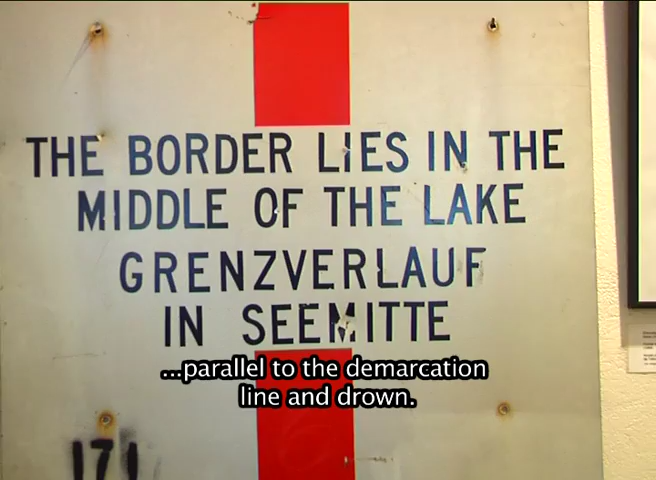 THE BORDER LIES IN THE
MIDDLE OF THE LAKE
GRENZVERLAUF
IN SEEMITTE
...parallel to the demarcation
line and drown.
171